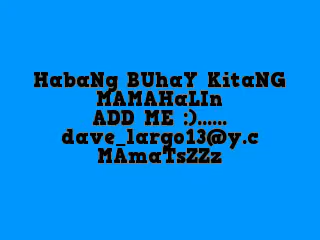 HabaNg BUhaY KitaNG
MAMAHaLIn
ADD ME :)......
dave_largo13@y.c
MAmaTsZZz